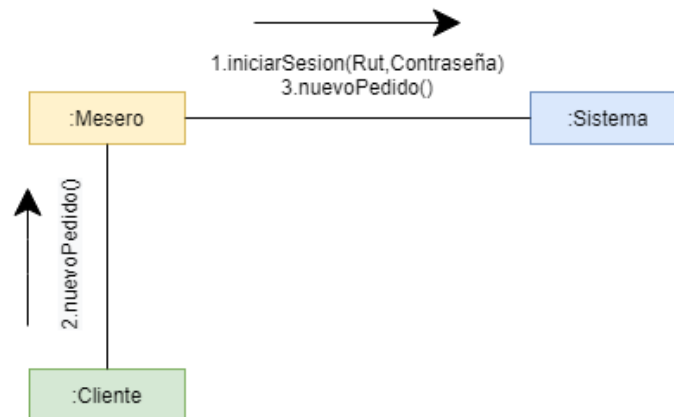 1.iniciarSesion(Rut,Contraseña)
3.nuevoPedido()
:Mesero
:Sistema
2.nuevoPedido()
:Cliente